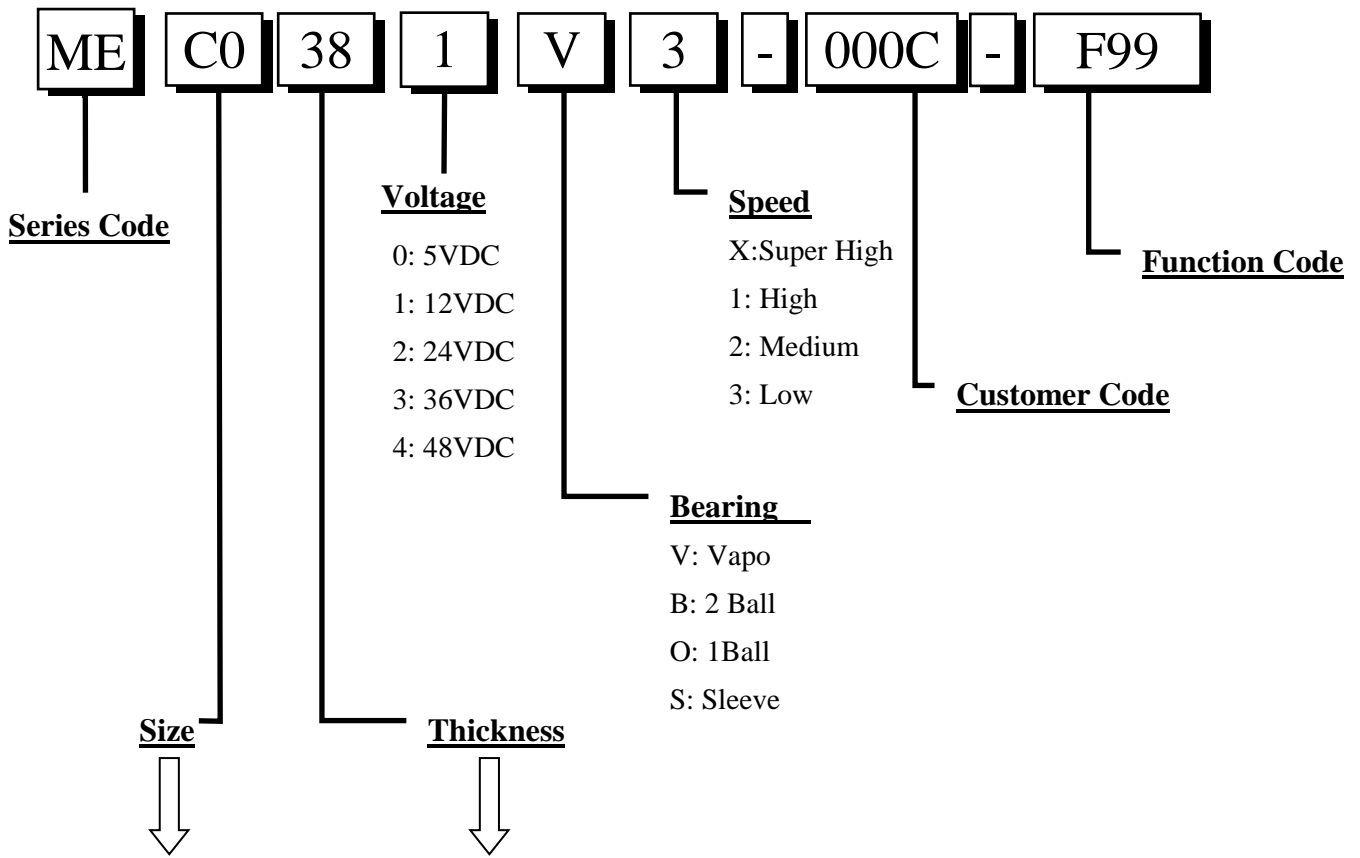 ME C0 38 1 V 3 - 000C - F99
Series Code
Voltage
0: 5VDC
1: 12VDC
2: 24VDC
3: 36VDC
4: 48VDC
Speed
X:Super High
1: High
2: Medium
3: Low
Function Code
Customer Code
Bearing
V: Vapo
B: 2 Ball
O: 1Ball
S: Sleeve
Size
Thickness